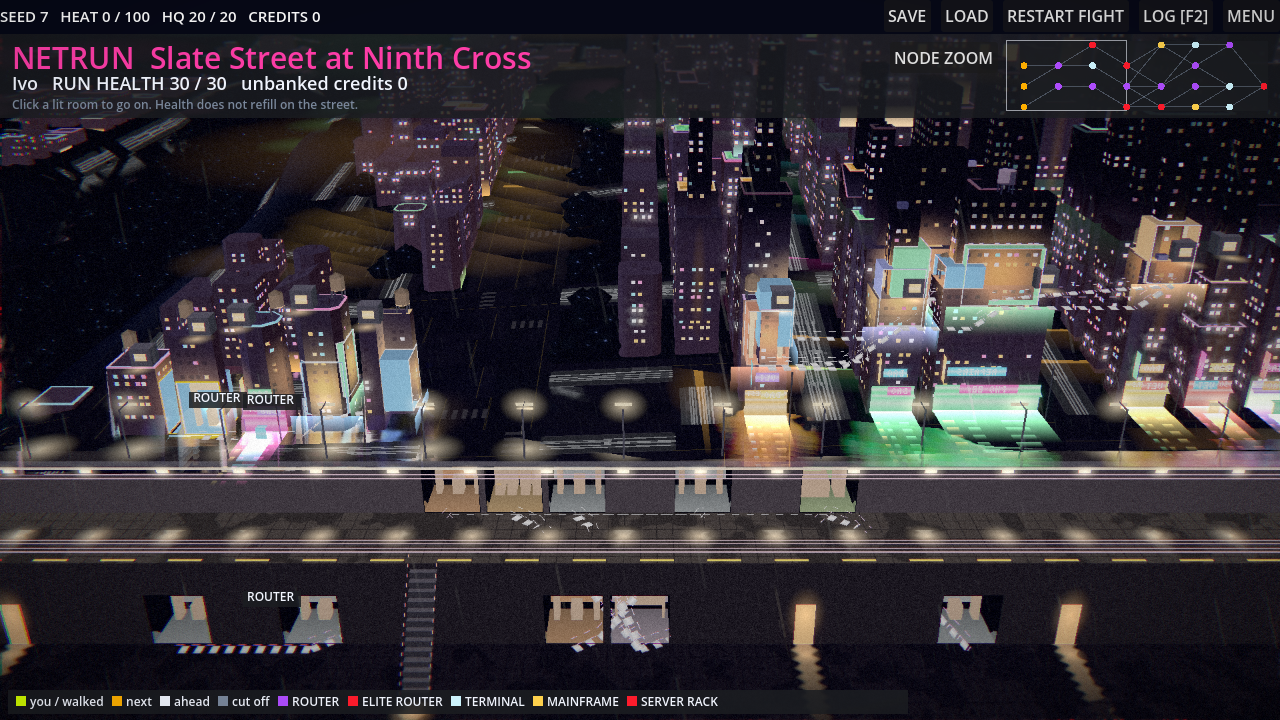 SEED 7 HEAT 0 / 100 HQ 20 / 20 CREDITS 0
SAVE LOAD RESTART FIGHT LOG [F2] MENU
NETRUN Slate Street at Ninth Cross
NODE ZOOM
Ivo RUN HEALTH 30 / 30 unbanked credits 0
Click a lit room to go on. Health does not refill on the street.
ROUTER ROUTER
ROUTER
you / walked next ahead cut off ROUTER ELITE ROUTER TERMINAL MAINFRAME SERVER RACK